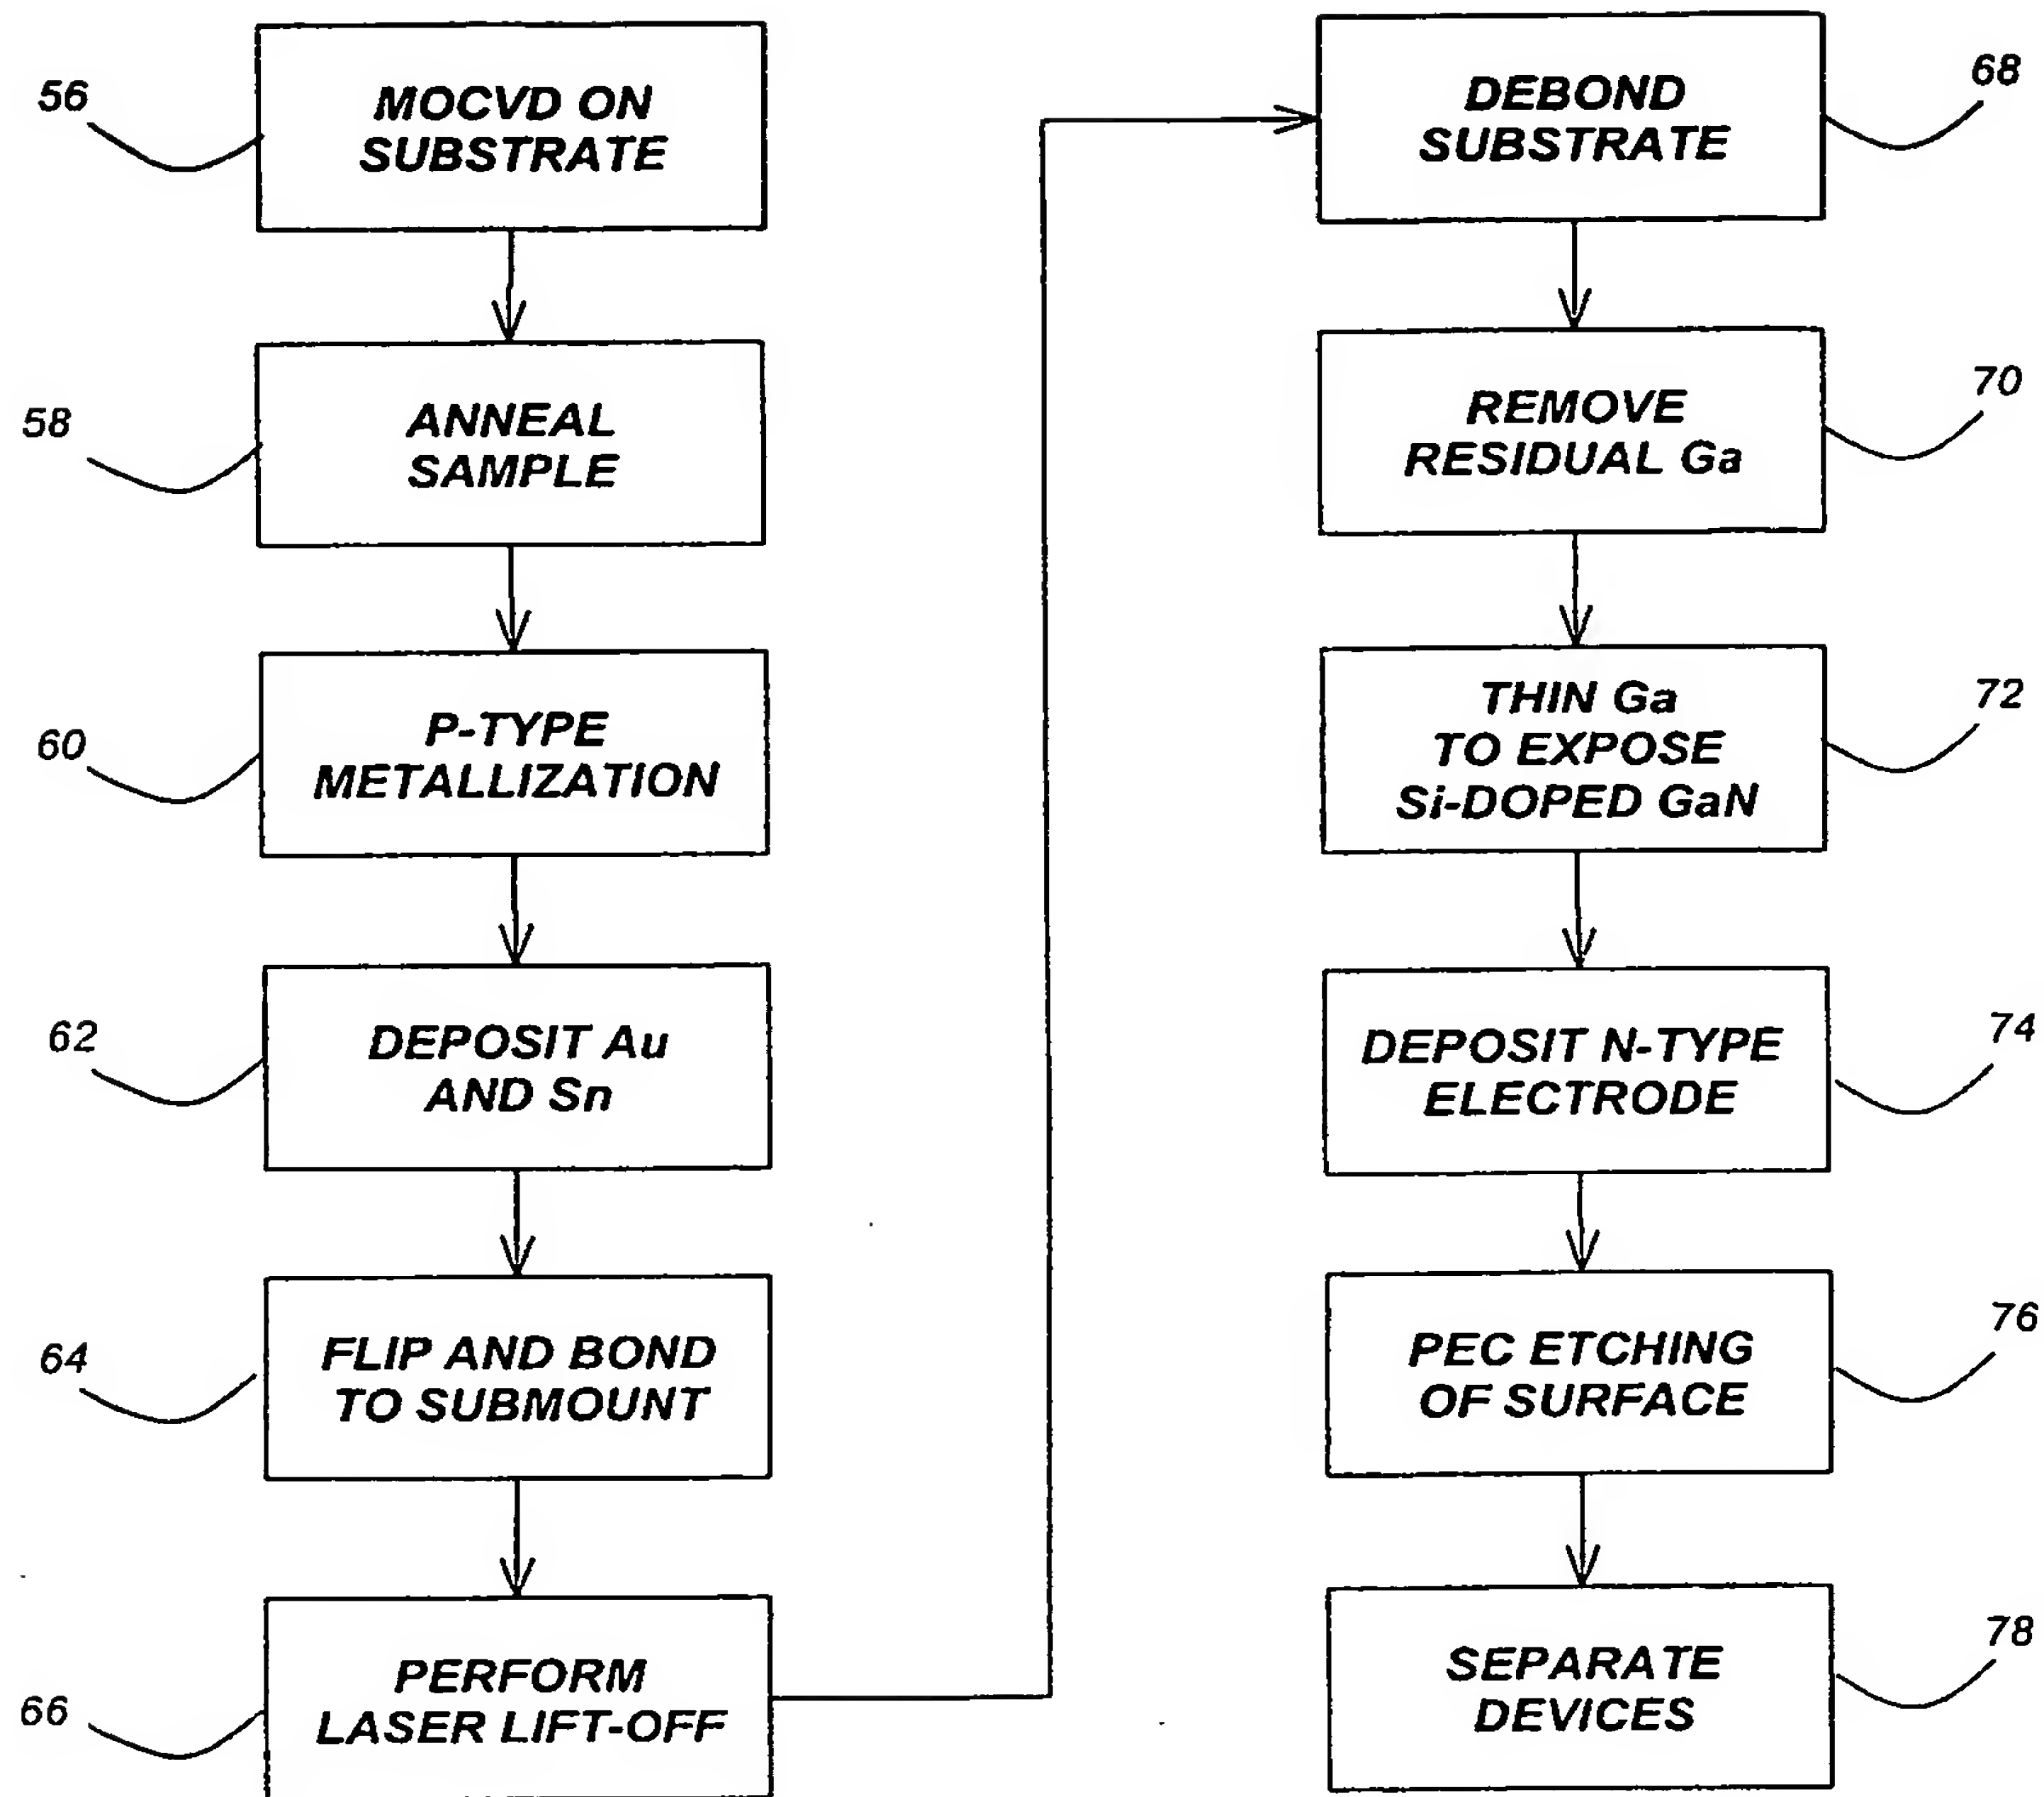 56
MOCVD ON
SUBSTRATE
58
ANNEAL
SAMPLE
60
P-TYPE
METALLIZATION
62
DEPOSIT Au
AND Sn
64
FLIP AND BOND
TO SUBMOUNT
66
PERFORM
LASER LIFT-OFF
68
DEBOND
SUBSTRATE
70
REMOVE
RESIDUAL Ga
72
THIN Ga
TO EXPOSE
Si-DOPED GaN
74
DEPOSIT N-TYPE
ELECTRODE
76
PEC ETCHING
OF SURFACE
78
SEPARATE
DEVICES